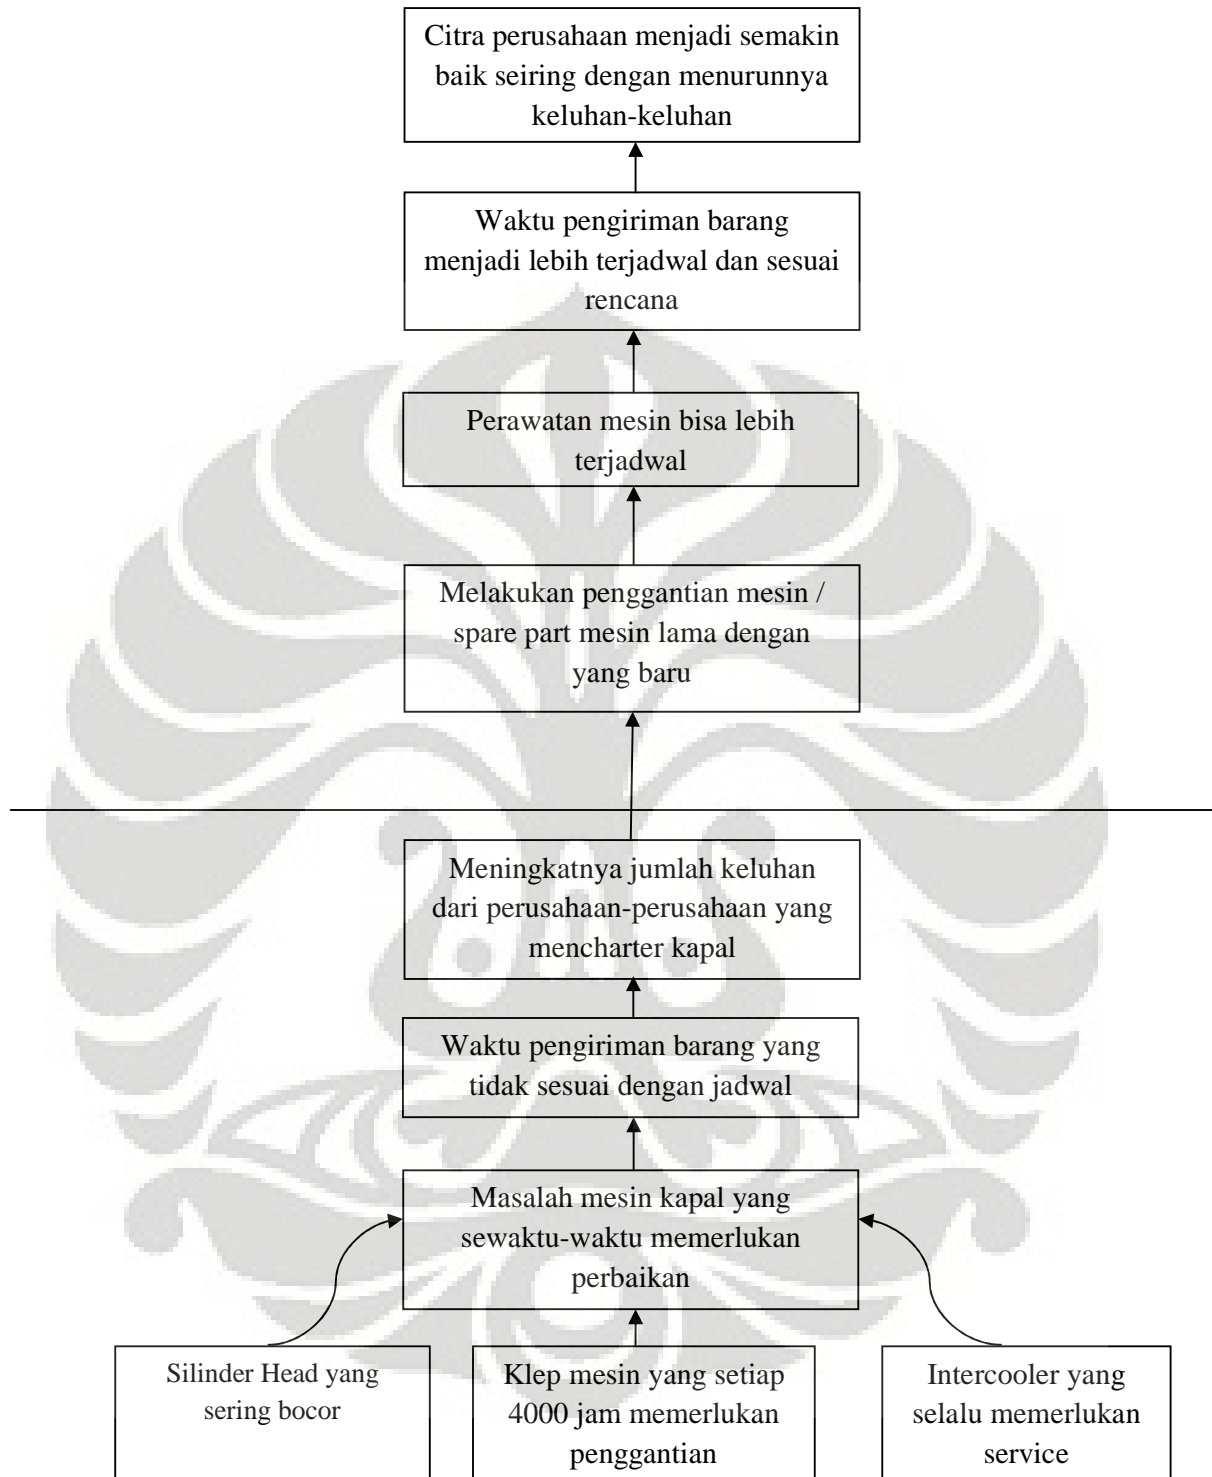 Citra perusahaan menjadi semakin
baik seiring dengan menurunnya
keluhan-keluhan
Waktu pengiriman barang
menjadi lebih terjadwal dan sesuai
rencana
Perawatan mesin bisa lebih
terjadwal
Melakukan penggantian mesin /
spare part mesin lama dengan
yang baru
Meningkatnya jumlah keluhan
dari perusahaan-perusahaan yang
mencharter kapal
Waktu pengiriman barang yang
tidak sesuai dengan jadwal
Masalah mesin kapal yang
sewaktu-waktu memerlukan
perbaikan
Silinder Head yang
sering bocor
Klep mesin yang setiap
4000 jam memerlukan
penggantian
Intercooler yang
selalu memerlukan
service